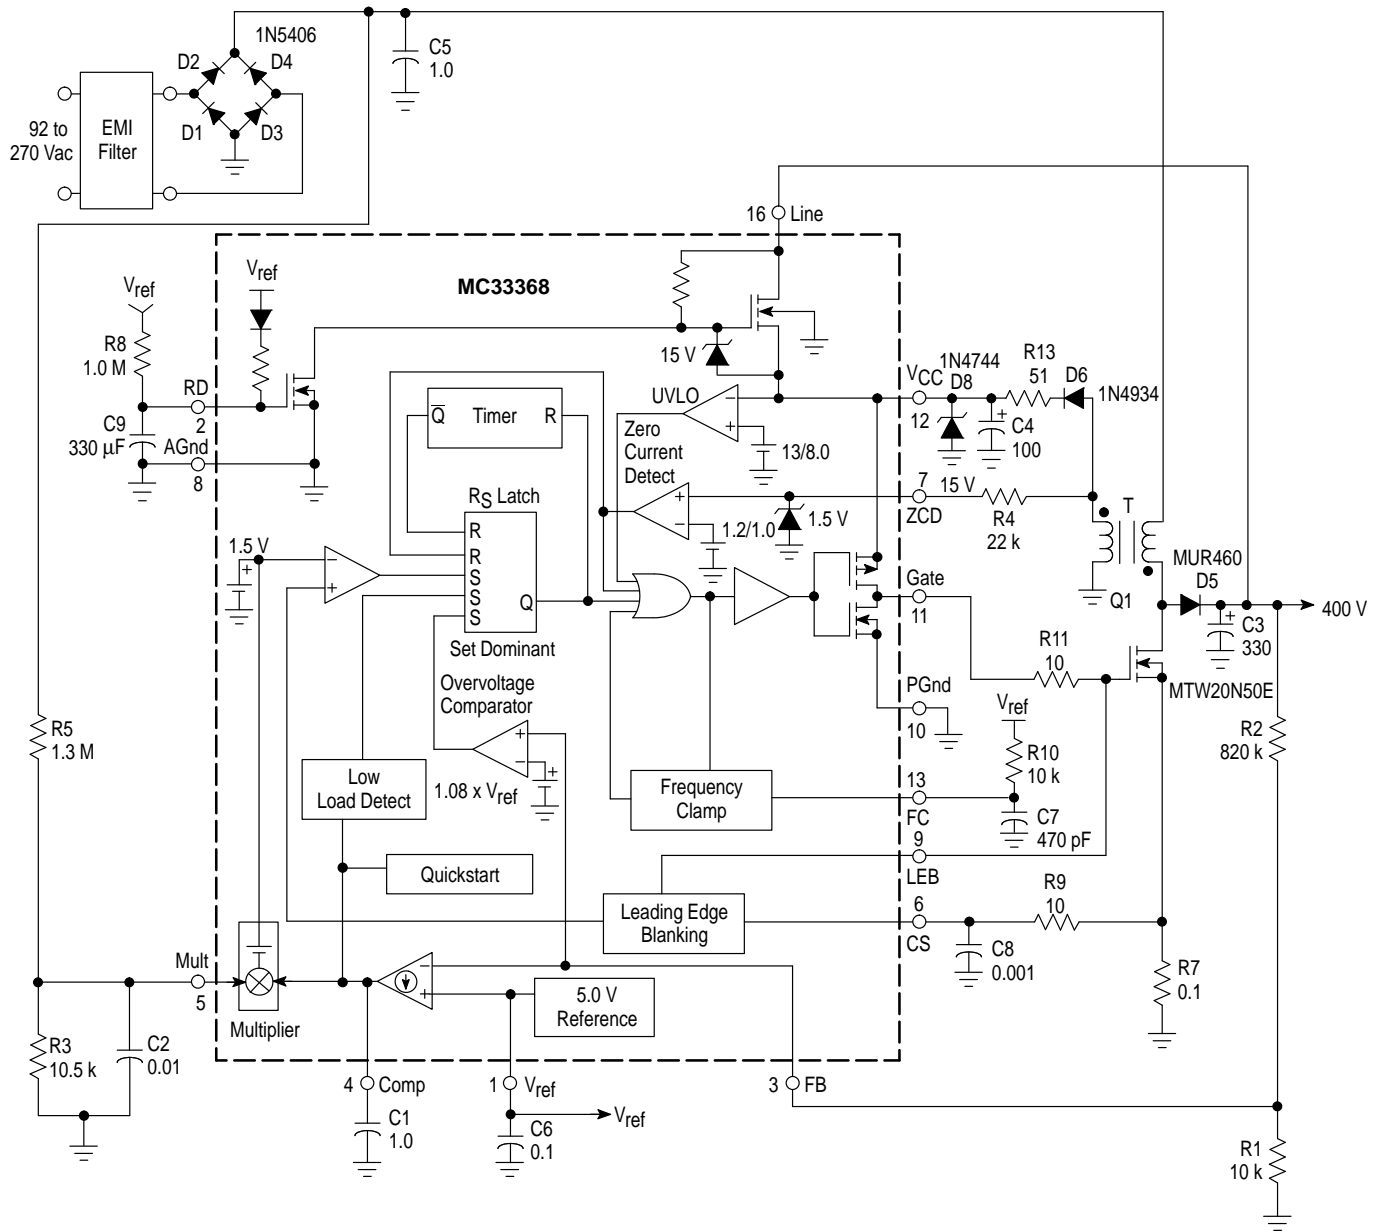 1N5406
D2
D4
D1
D3
C5
1.0
92 to
270 Vac
EMI
Filter
16
Line
MC33368
Vref
Vref
R8
1.0 M
RD
2
C9
330 μF
AGnd
8
15 V
UVLO
VCC
12
1N4744
D8
R13
51
D6
1N4934
C4
100
+
Q̅
Timer
R
Zero
Current
Detect
–
+
13/8.0
7
15 V
ZCD
R4
22 k
T
RS Latch
R
R
S
S
S
Q
Set Dominant
+
–
1.2/1.0
1.5 V
1.5 V
+
–
+
MUR460
D5
Gate
11
Q1
400 V
+
C3
330
R11
10
MTW20N50E
Overvoltage
Comparator
+
–
+
1.08 x Vref
PGnd
10
Vref
R10
10 k
R2
820 k
R5
1.3 M
Low
Load Detect
Frequency
Clamp
13
FC
C7
470 pF
9
LEB
Quickstart
Leading Edge
Blanking
6
CS
R9
10
C8
0.001
R7
0.1
Mult
5
Multiplier
–
+
5.0 V
Reference
R3
10.5 k
C2
0.01
4
Comp
1
Vref
3
FB
C1
1.0
C6
0.1
Vref
R1
10 k